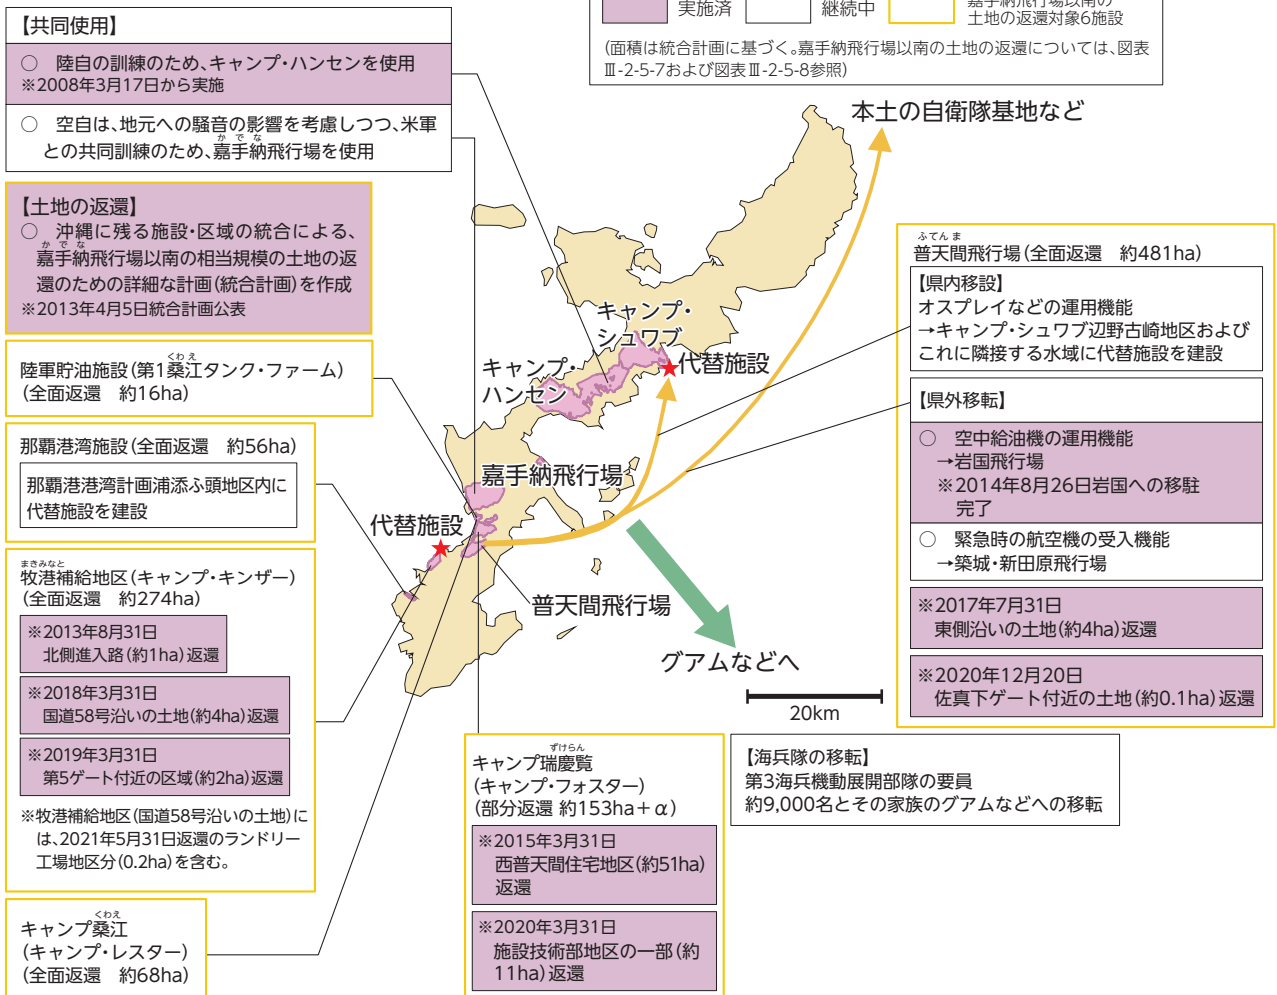 実施済
継続中
嘉手納飛行場以南の
土地の返還対象6施設
(面積は統合計画に基づく。嘉手納飛行場以南の土地の返還については、図表
Ⅲ-2-5-7および図表Ⅲ-2-5-8参照)
【共同使用】
○ 陸自の訓練のため、キャンプ・ハンセンを使用
※2008年3月17日から実施
○ 空自は、地元への騒音の影響を考慮しつつ、米軍
との共同訓練のため、嘉手納飛行場を使用
かでな
【土地の返還】
○ 沖縄に残る施設・区域の統合による、
かでな
嘉手納飛行場以南の相当規模の土地の返
還のための詳細な計画(統合計画)を作成
※2013年4月5日統合計画公表
くわえ
陸軍貯油施設(第1桑江タンク・ファーム)
(全面返還 約16ha)
那覇港湾施設(全面返還 約56ha)
那覇港港湾計画浦添ふ頭地区内に
代替施設を建設
まきみなと
牧港補給地区(キャンプ・キンザー)
(全面返還 約274ha)
※2013年8月31日
北側進入路(約1ha)返還
※2018年3月31日
国道58号沿いの土地(約4ha)返還
※2019年3月31日
第5ゲート付近の区域(約2ha)返還
※牧港補給地区(国道58号沿いの土地)に
は、2021年5月31日返還のランドリー
工場地区分(0.2ha)を含む。
くわえ
キャンプ桑江
(キャンプ・レスター)
(全面返還 約68ha)
本土の自衛隊基地など
キャンプ・
シュワブ
代替施設
キャンプ・
ハンセン
嘉手納飛行場
代替施設
普天間飛行場
グアムなどへ
20km
ふてんま
普天間飛行場(全面返還 約481ha)
【県内移設】
オスプレイなどの運用機能
→キャンプ・シュワブ辺野古崎地区および
これに隣接する水域に代替施設を建設
【県外移転】
○ 空中給油機の運用機能
→岩国飛行場
※2014年8月26日岩国への移駐
完了
○ 緊急時の航空機の受入機能
→築城・新田原飛行場
※2017年7月31日
東側沿いの土地(約4ha)返還
※2020年12月20日
佐真下ゲート付近の土地(約0.1ha)返還
ずけらん
キャンプ瑞慶覧
(キャンプ・フォスター)
(部分返還 約153ha+α)
※2015年3月31日
西普天間住宅地区(約51ha)
返還
※2020年3月31日
施設技術部地区の一部(約
11ha)返還
【海兵隊の移転】
第3海兵機動展開部隊の要員
約9,000名とその家族のグアムなどへの移転